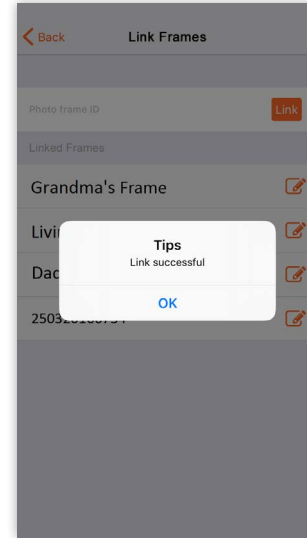 Back Link Frames
Photo frame ID Link
Linked Frames
Grandma's Frame
Tips
Link successful
OK